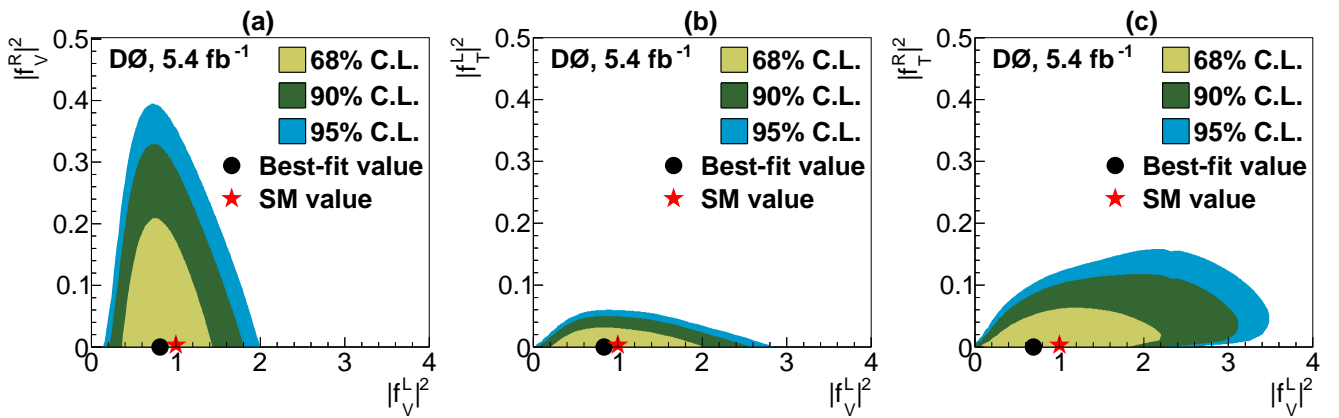 (a)
|f_V^R|^2
DØ, 5.4 fb^-1
68% C.L.
90% C.L.
95% C.L.
Best-fit value
SM value
0.5
0.4
0.3
0.2
0.1
0
0 1 2 3 4
|f_V^L|^2
(b)
|f_T^L|^2
DØ, 5.4 fb^-1
68% C.L.
90% C.L.
95% C.L.
Best-fit value
SM value
0.5
0.4
0.3
0.2
0.1
0
0 1 2 3 4
|f_V^L|^2
(c)
|f_T^R|^2
DØ, 5.4 fb^-1
68% C.L.
90% C.L.
95% C.L.
Best-fit value
SM value
0.5
0.4
0.3
0.2
0.1
0
0 1 2 3 4
|f_V^L|^2